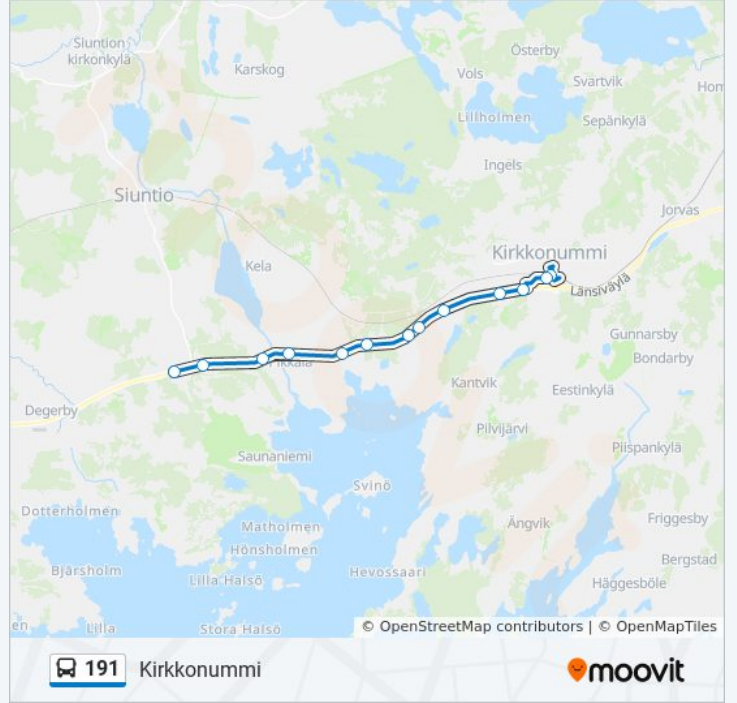 Siuntion
kirkonkylä
Karskog
Österby
Vols
Svartvik
Lillholmen
Sepänkylä
Ingels
Siuntio
Jorvas
Kirkkonummi
Kela
Länsiväylä
Gunnarsby
Bondarby
Pikkala
Kantvik
Eestinkylä
Degerby
Pilvijärvi
Piispankylä
Saunaniemi
Svinö
Dotterholmen
Friggesby
Matholmen
Ängvik
Hönsholmen
Bergstad
Bjärsholm
Hevossaari
Lilla Halsö
Häggesböle
Lilla
Stora Halsö
© OpenStreetMap contributors | © OpenMapTiles
191 Kirkkonummi
moovit